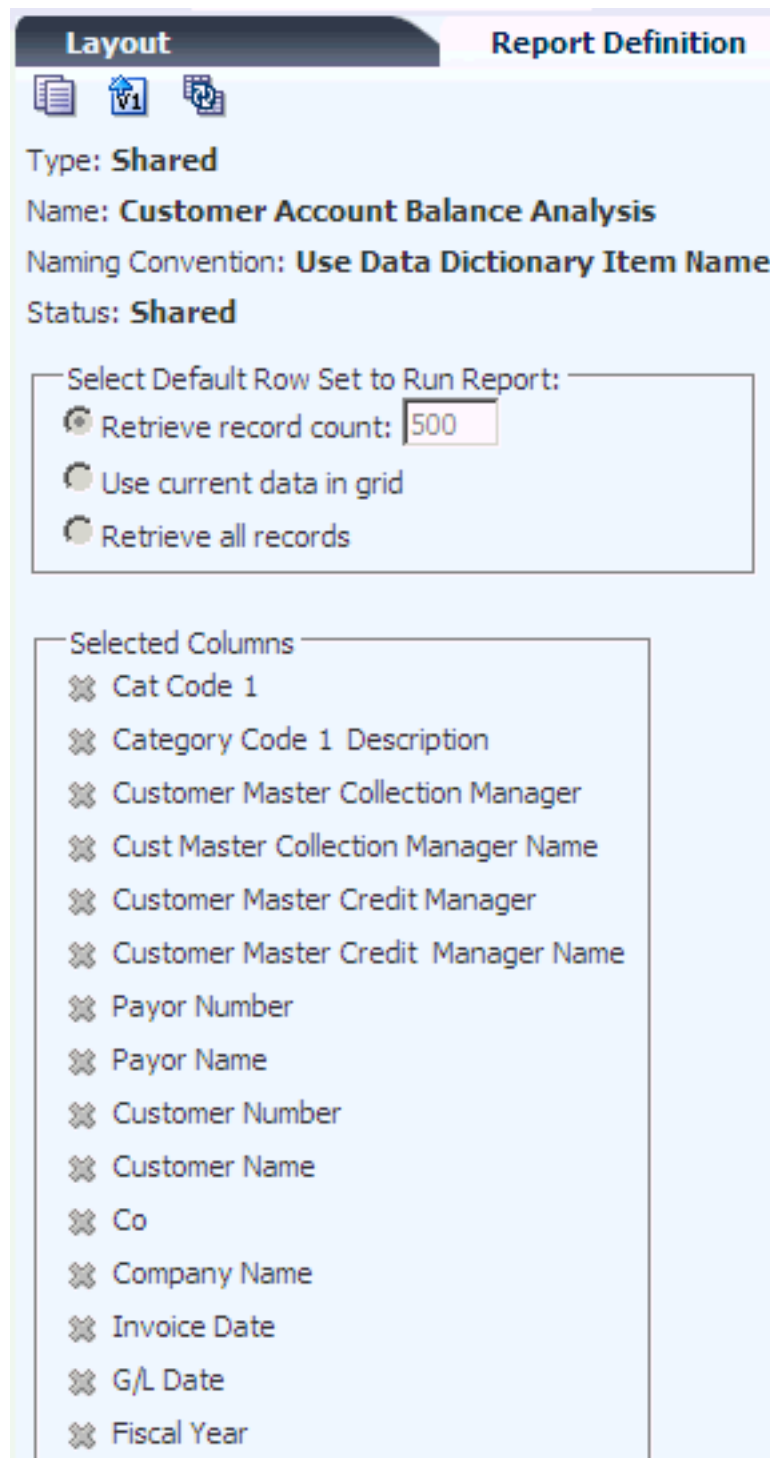 Layout
Report Definition
V1
Type: Shared
Name: Customer Account Balance Analysis
Naming Convention: Use Data Dictionary Item Name
Status: Shared
Select Default Row Set to Run Report:
Retrieve record count: 500
Use current data in grid
Retrieve all records
Selected Columns
Cat Code 1
Category Code 1 Description
Customer Master Collection Manager
Cust Master Collection Manager Name
Customer Master Credit Manager
Customer Master Credit Manager Name
Payor Number
Payor Name
Customer Number
Customer Name
Co
Company Name
Invoice Date
G/L Date
Fiscal Year